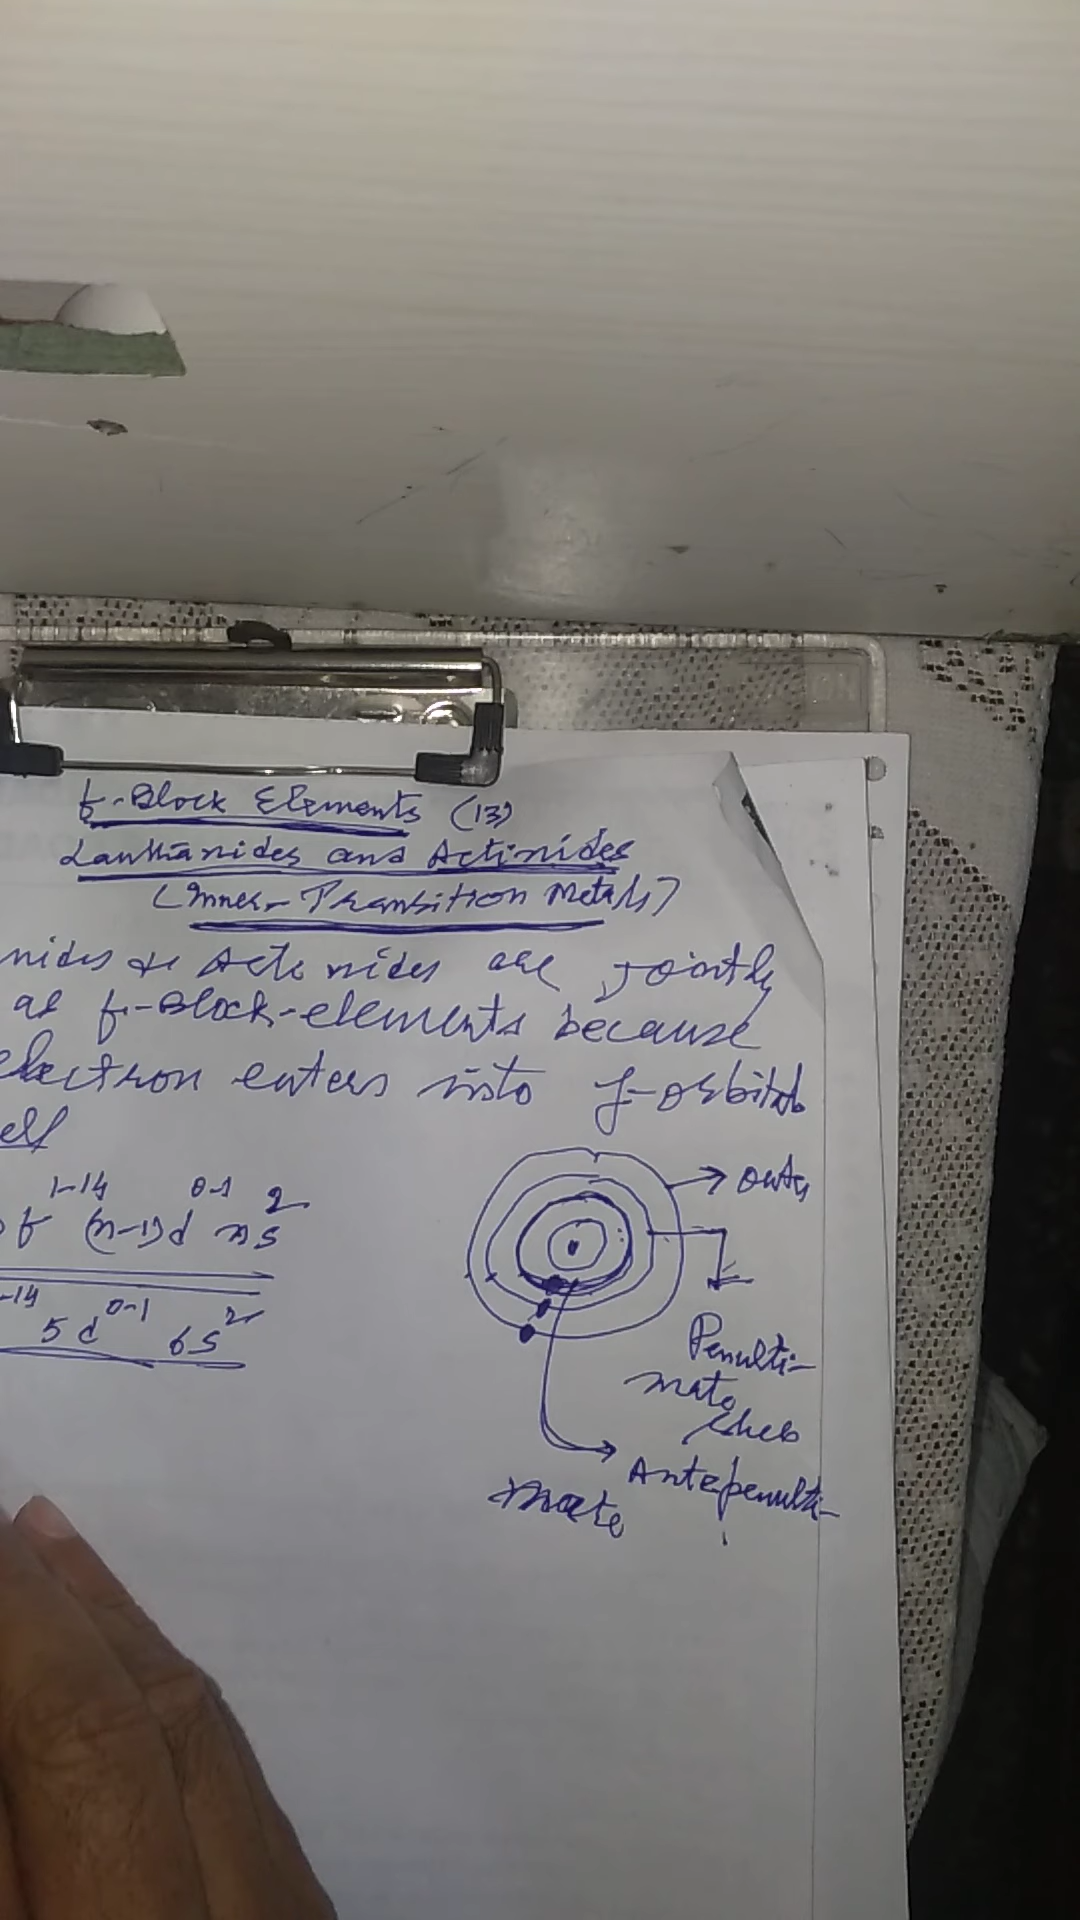 f-Block Elements (13)
Lanthanides and Actinides
(Inner-Transition Metals)
nides & Actinides are jointly
as f-Block-elements because
electron enters into f-orbitals
ell
1-14 0-1 2
f (n-1)d ns
-14 5d 0-1 6s 2
outer
Penulti-
mate
shell
Antepenulti-
mate